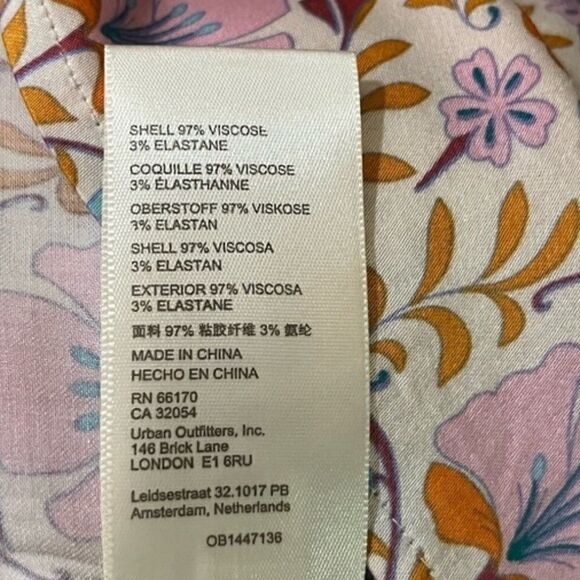 SHELL 97% VISCOSE
3% ELASTANE
COQUILLE 97% VISCOSE
3% ÉLASTHANNE
OBERSTOFF 97% VISKOSE
3% ELASTAN
SHELL 97% VISCOSA
3% ELASTAN
EXTERIOR 97% VISCOSA
3% ELASTANE
面料 97% 粘胶纤维 3% 氨纶
MADE IN CHINA
HECHO EN CHINA
RN 66170
CA 32054
Urban Outfitters, Inc.
146 Brick Lane
LONDON E1 6RU
Leidsestraat 32.1017 PB
Amsterdam, Netherlands
OB1447136